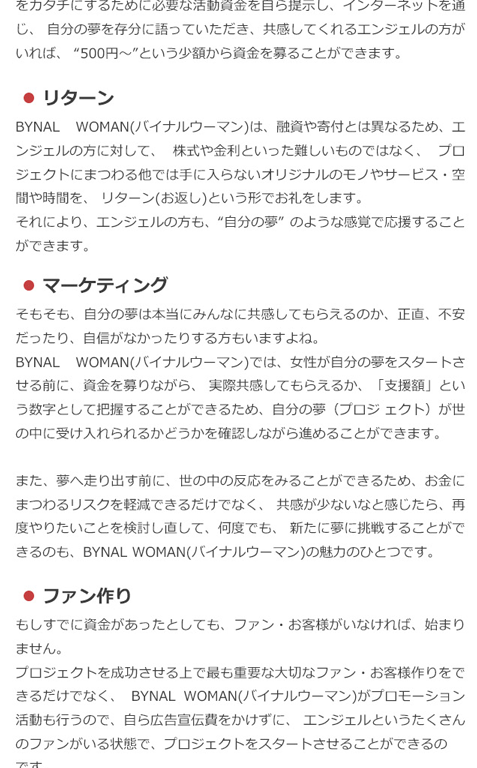 をカタチにするために必要な活動資金を自ら提示し、インターネットを通
じ、 自分の夢を存分に語っていただき、共感してくれるエンジェルの方が
いれば、 “500円～”という少額から資金を募ることができます。
● リターン
BYNAL　WOMAN(バイナルウーマン)は、融資や寄付とは異なるため、エ
ンジェルの方に対して、 株式や金利といった難しいものではなく、 プロ
ジェクトにまつわる他では手に入らないオリジナルのモノやサービス・空
間や時間を、 リターン(お返し)という形でお礼をします。
それにより、エンジェルの方も、“自分の夢” のような感覚で応援すること
ができます。
● マーケティング
そもそも、自分の夢は本当にみんなに共感してもらえるのか、正直、不安
だったり、自信がなかったりする方もいますよね。
BYNAL　WOMAN(バイナルウーマン)では、女性が自分の夢をスタートさ
せる前に、資金を募りながら、 実際共感してもらえるか、「支援額」とい
う数字として把握することができるため、自分の夢（プロジ ェクト）が世
の中に受け入れられるかどうかを確認しながら進めることができます。
また、夢へ走り出す前に、世の中の反応をみることができるため、お金に
まつわるリスクを軽減できるだけでなく、 共感が少ないなと感じたら、再
度やりたいことを検討し直して、何度でも、 新たに夢に挑戦することがで
きるのも、BYNAL WOMAN(バイナルウーマン)の魅力のひとつです。
● ファン作り
もしすでに資金があったとしても、ファン・お客様がいなければ、始まり
ません。
プロジェクトを成功させる上で最も重要な大切なファン・お客様作りをで
きるだけでなく、 BYNAL WOMAN(バイナルウーマン)がプロモーション
活動も行うので、自ら広告宣伝費をかけずに、 エンジェルというたくさん
のファンがいる状態で、プロジェクトをスタートさせることができるの
です